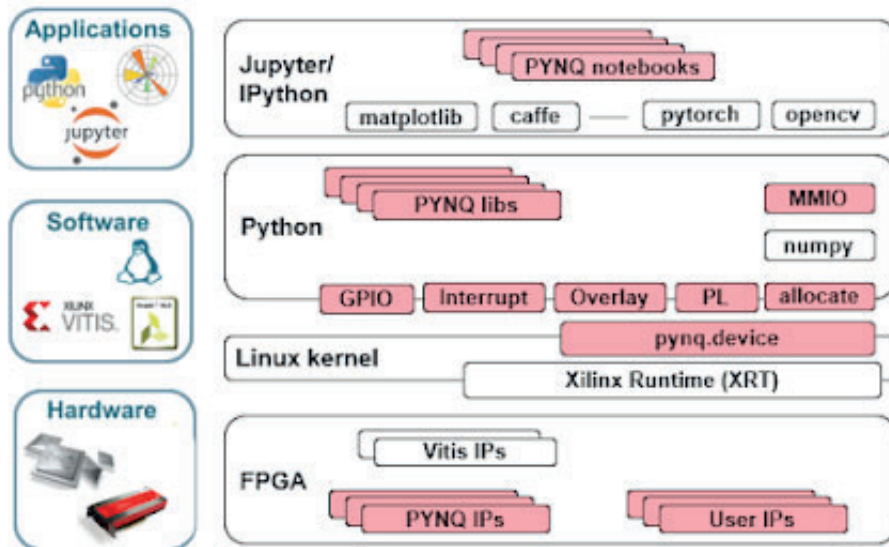 Applications
python
jupyter
Jupyter/
IPython
PYNQ notebooks
matplotlib
caffe
pytorch
opencv
Software
XILINX
VITIS.
Python
PYNQ libs
MMIO
numpy
GPIO
Interrupt
Overlay
PL
allocate
Linux kernel
pynq.device
Xilinx Runtime (XRT)
Hardware
FPGA
Vitis IPs
PYNQ IPs
User IPs